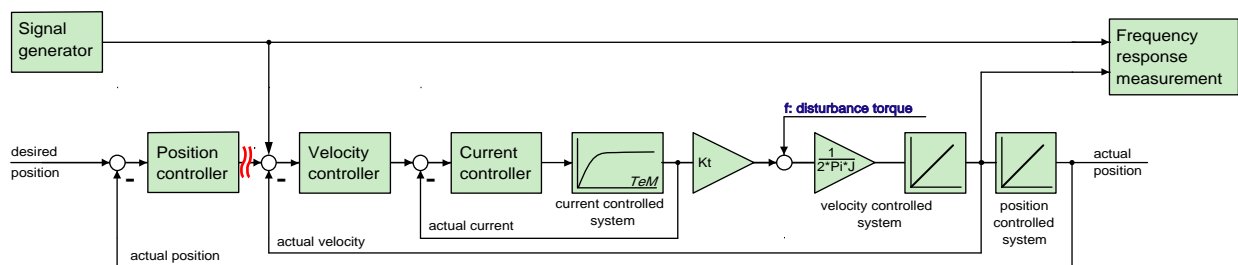 Signal
generator
Frequency
response
measurement
f: disturbance torque
desired
position
-
Position
controller
-
Velocity
controller
-
Current
controller
TeM
current controlled
system
Kt
1
2*Pi*J
velocity controlled
system
position
controlled
system
actual
position
actual current
actual velocity
actual position